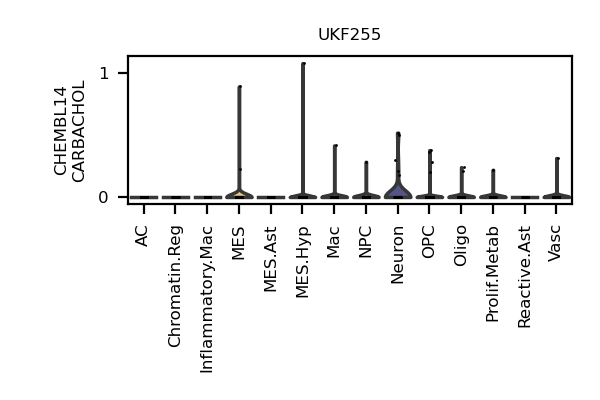 UKF255
CHEMBL14
CARBACHOL
1
0
AC
Chromatin.Reg
Inflammatory.Mac
MES
MES.Ast
MES.Hyp
Mac
NPC
Neuron
OPC
Oligo
Prolif.Metab
Reactive.Ast
Vasc